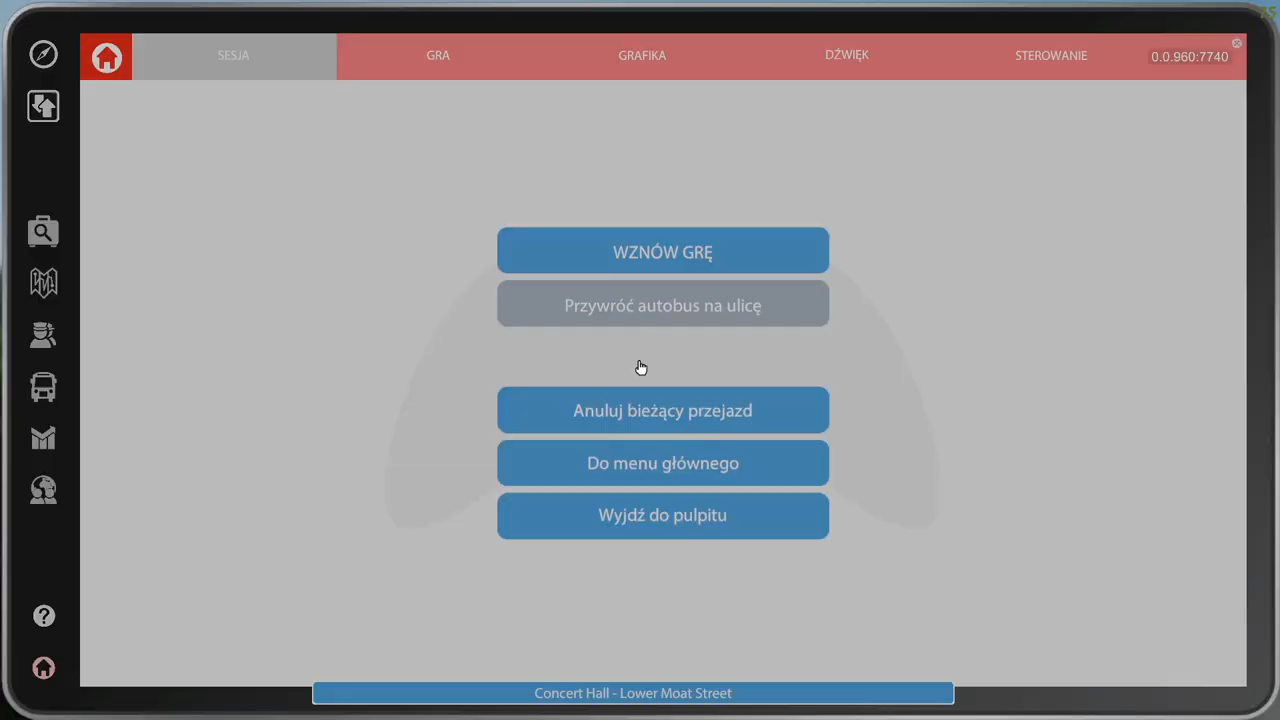 75
SESJA
GRA
GRAFIKA
DŹWIĘK
STEROWANIE
0.0.960:7740
WZNÓW GRĘ
Przywróć autobus na ulicę
Anuluj bieżący przejazd
Do menu głównego
Wyjdź do pulpitu
Concert Hall - Lower Moat Street